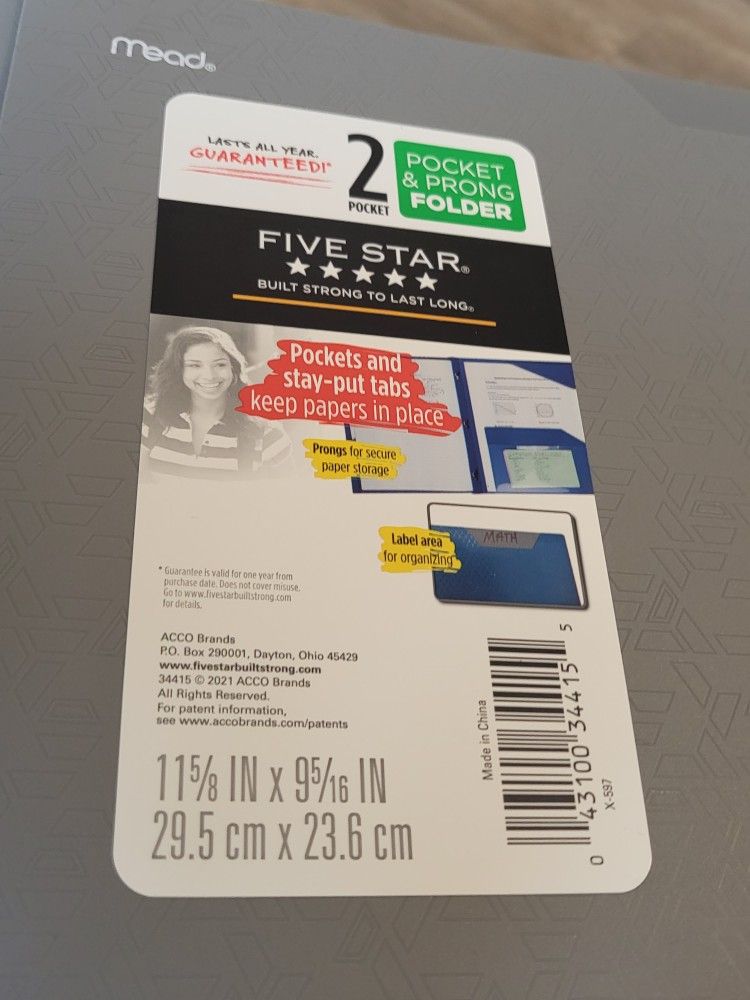 Mead®
LASTS ALL YEAR.
GUARANTEED!*
2
POCKET
POCKET
& PRONG
FOLDER
FIVE STAR®
BUILT STRONG TO LAST LONG®
Pockets and
stay-put tabs
keep papers in place
Prongs for secure
paper storage
Label area
for organizing
MATH
* Guarantee is valid for one year from
purchase date. Does not cover misuse.
Go to www.fivestarbuiltstrong.com
for details.
ACCO Brands
P.O. Box 290001, Dayton, Ohio 45429
www.fivestarbuiltstrong.com
34415 © 2021 ACCO Brands
All Rights Reserved.
For patent information,
see www.accobrands.com/patents
11⅝ IN x 9 5/16 IN
29.5 cm x 23.6 cm
Made in China
0 43100 34415 5
X-597